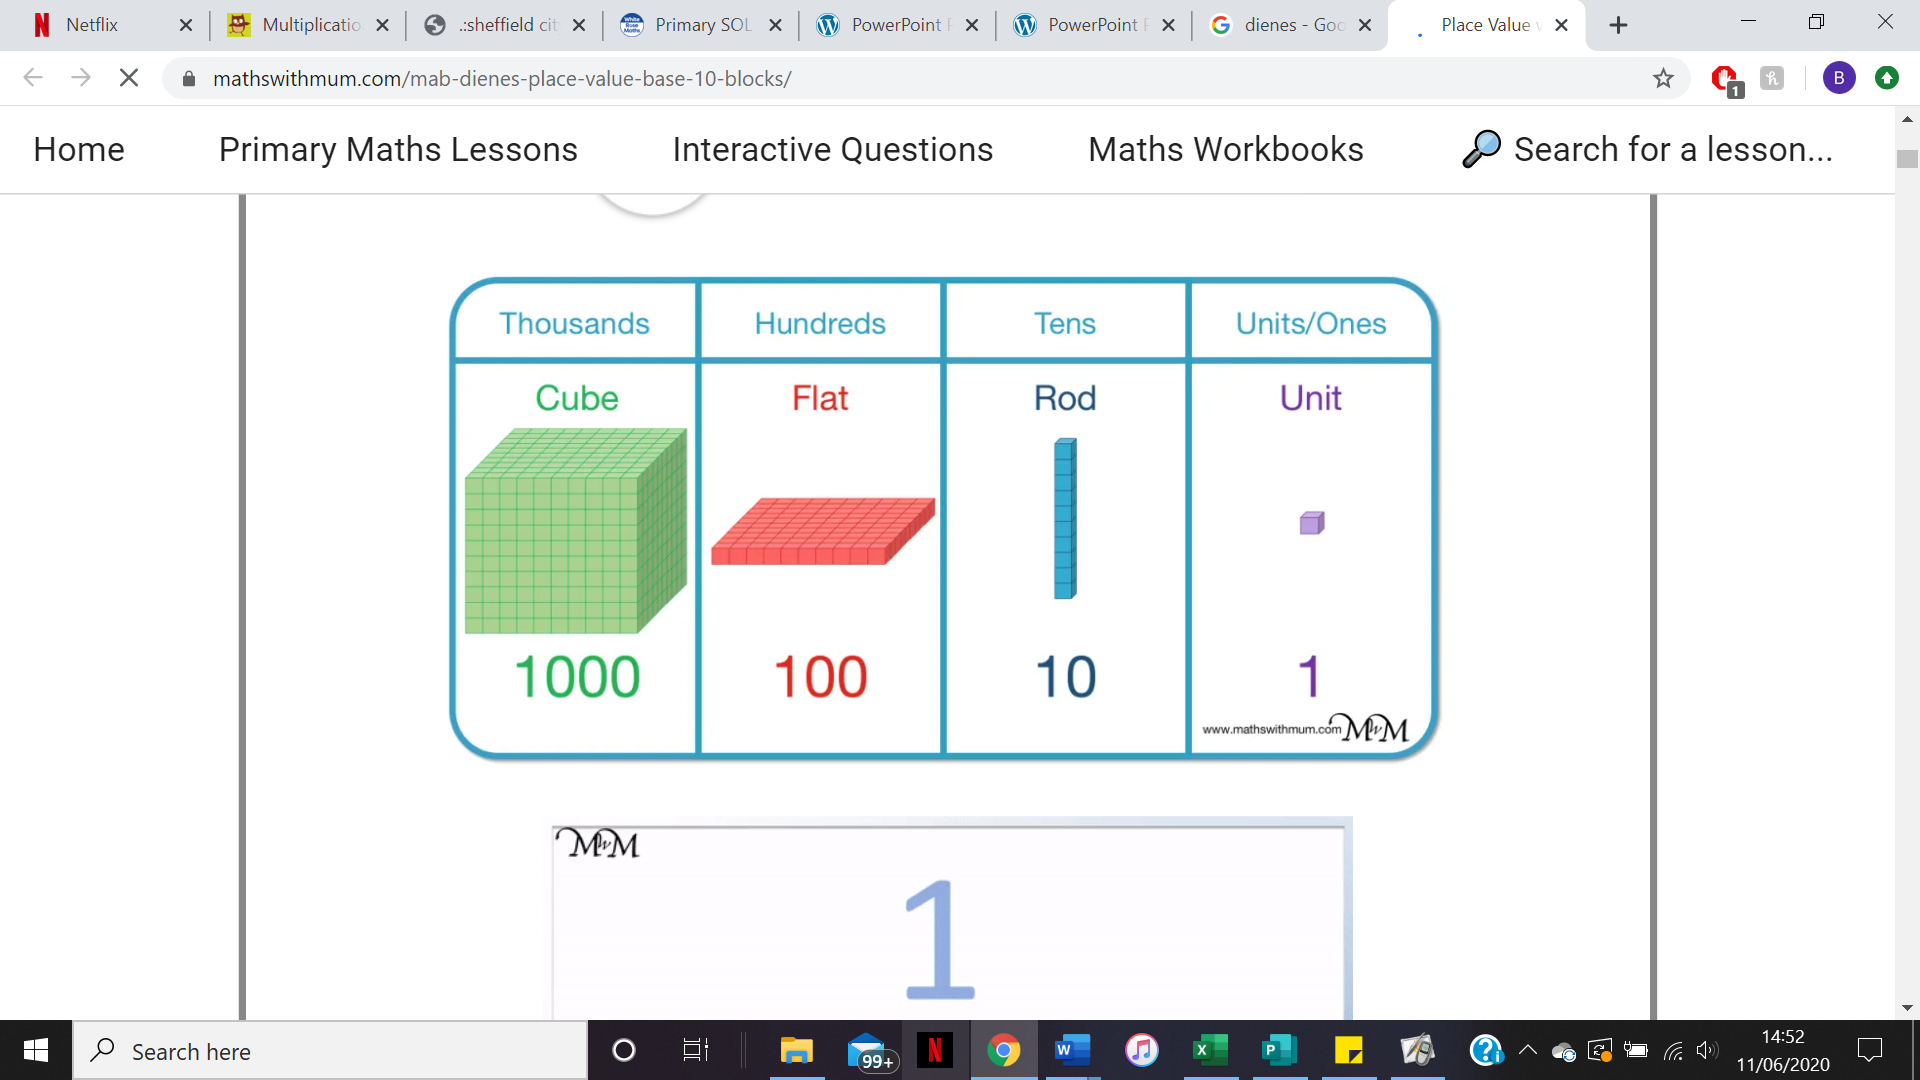 Netflix Multiplicatio .:sheffield cit Primary SOL PowerPoint PowerPoint dienes - Goo Place Value
mathswithmum.com/mab-dienes-place-value-base-10-blocks/
1
B
Home Primary Maths Lessons Interactive Questions Maths Workbooks Search for a lesson...
Thousands Hundreds Tens Units/Ones
Cube Flat Rod Unit
1000 100 10 1
www.mathswithmum.com MwM
MwM
1
Search here
99+
14:52
11/06/2020